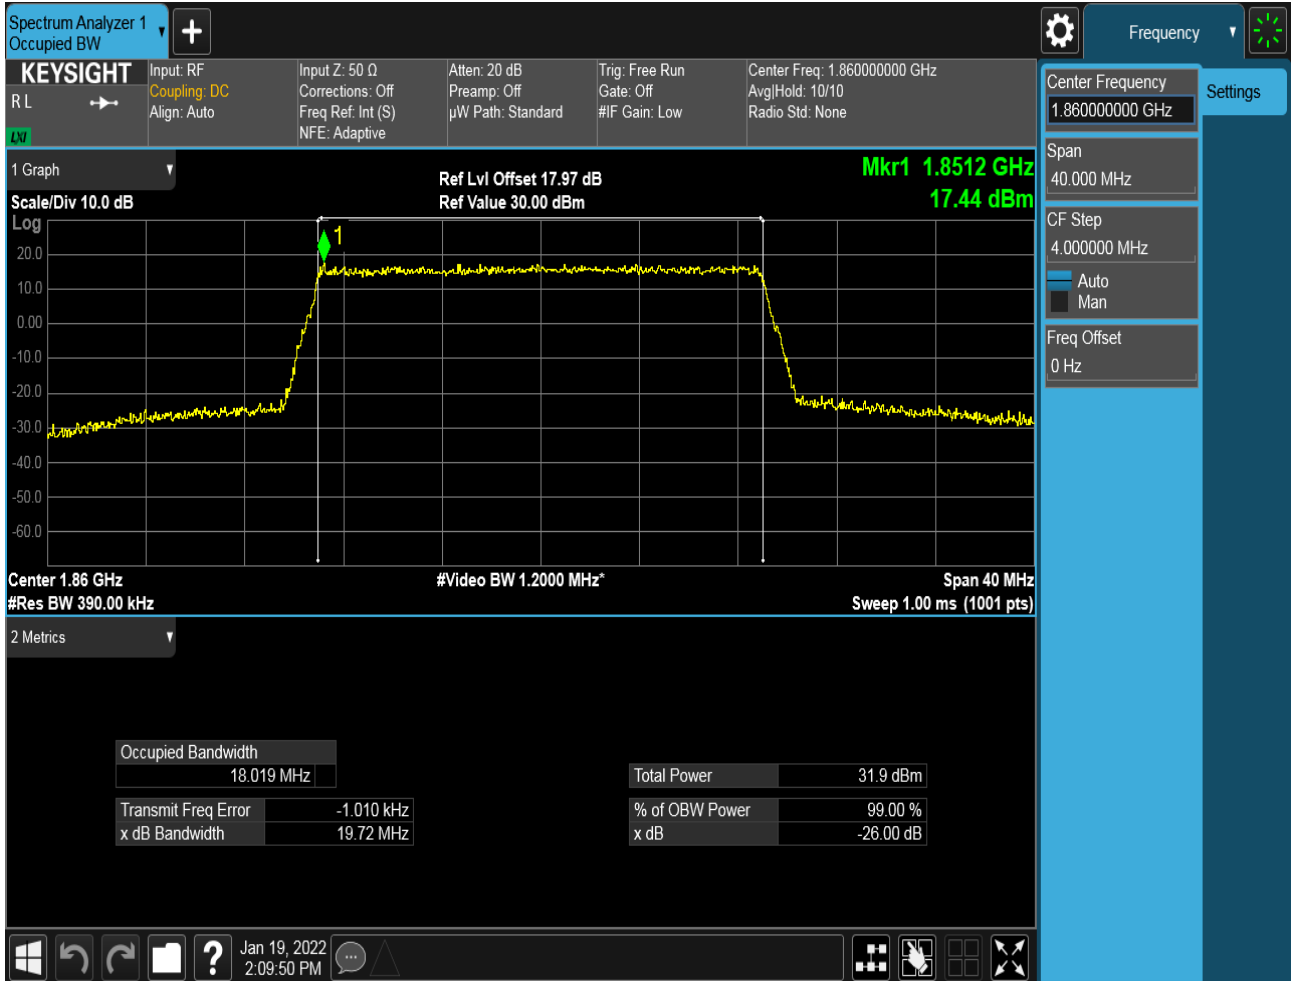 Spectrum Analyzer 1
Occupied BW
Frequency
KEYSIGHT
R L
LXI
Input: RF
Coupling: DC
Align: Auto
Input Z: 50 Ω
Corrections: Off
Freq Ref: Int (S)
NFE: Adaptive
Atten: 20 dB
Preamp: Off
µW Path: Standard
Trig: Free Run
Gate: Off
#IF Gain: Low
Center Freq: 1.860000000 GHz
Avg|Hold: 10/10
Radio Std: None
Center Frequency
1.860000000 GHz
Settings
Span
40.000 MHz
CF Step
4.000000 MHz
Auto
Man
Freq Offset
0 Hz
1 Graph
Scale/Div 10.0 dB
Log
Ref Lvl Offset 17.97 dB
Ref Value 30.00 dBm
Mkr1 1.8512 GHz
17.44 dBm
1
20.0
10.0
0.00
-10.0
-20.0
-30.0
-40.0
-50.0
-60.0
Center 1.86 GHz
#Res BW 390.00 kHz
#Video BW 1.2000 MHz*
Span 40 MHz
Sweep 1.00 ms (1001 pts)
2 Metrics
Occupied Bandwidth
18.019 MHz
Transmit Freq Error -1.010 kHz
x dB Bandwidth 19.72 MHz
Total Power 31.9 dBm
% of OBW Power 99.00 %
x dB -26.00 dB
?
Jan 19, 2022
2:09:50 PM